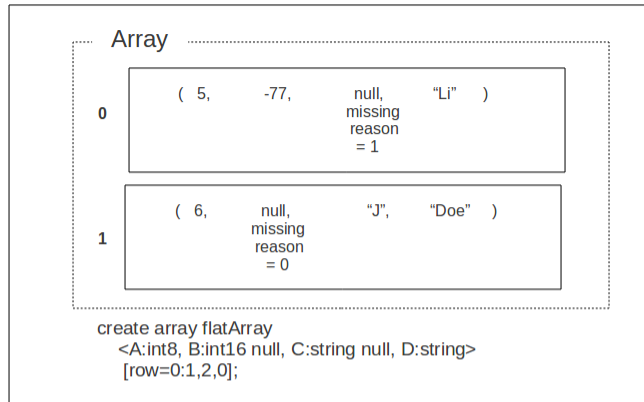 Array
0
( 5, -77, null, “Li” )
missing
reason
= 1
1
( 6, null, “J”, “Doe” )
missing
reason
= 0
create array flatArray
<A:int8, B:int16 null, C:string null, D:string>
[row=0:1,2,0];